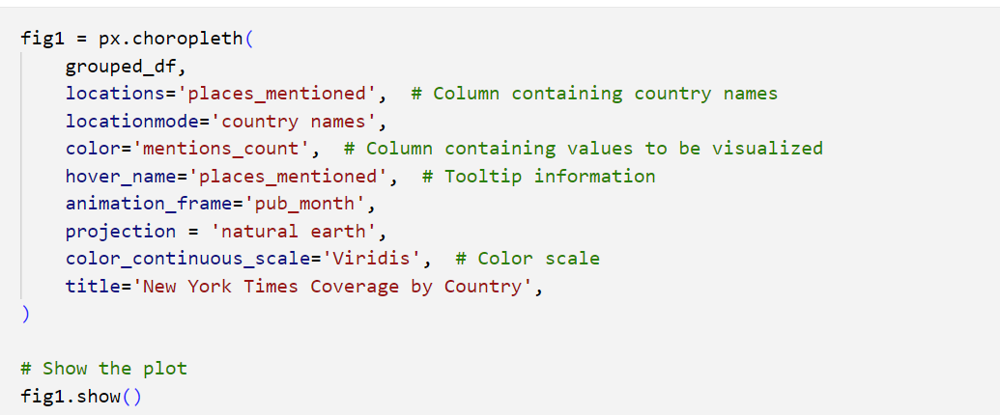 fig1 = px.choropleth(
    grouped_df,
    locations='places_mentioned',  # Column containing country names
    locationmode='country names',
    color='mentions_count',  # Column containing values to be visualized
    hover_name='places_mentioned',  # Tooltip information
    animation_frame='pub_month',
    projection = 'natural earth',
    color_continuous_scale='Viridis',  # Color scale
    title='New York Times Coverage by Country',
)

# Show the plot
fig1.show()